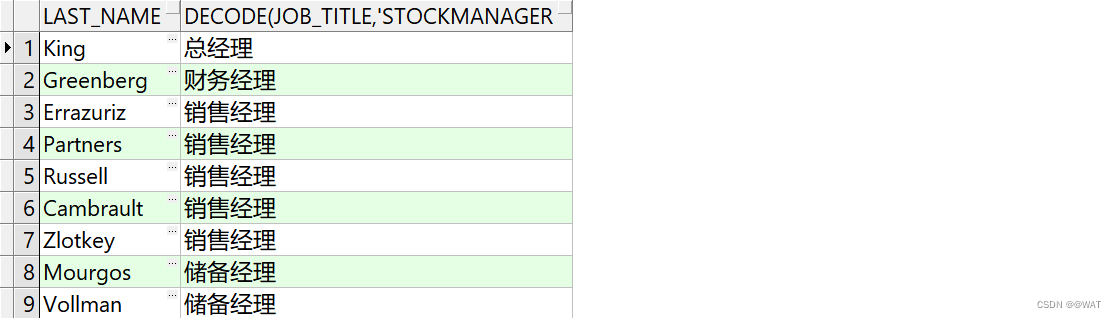 LAST_NAME DECODE(JOB_TITLE,'STOCKMANAGER
1 King ... 总经理
2 Greenberg ... 财务经理
3 Errazuriz ... 销售经理
4 Partners ... 销售经理
5 Russell ... 销售经理
6 Cambrault ... 销售经理
7 Zlotkey ... 销售经理
8 Mourgos ... 储备经理
9 Vollman ... 储备经理
CSDN @@WAT